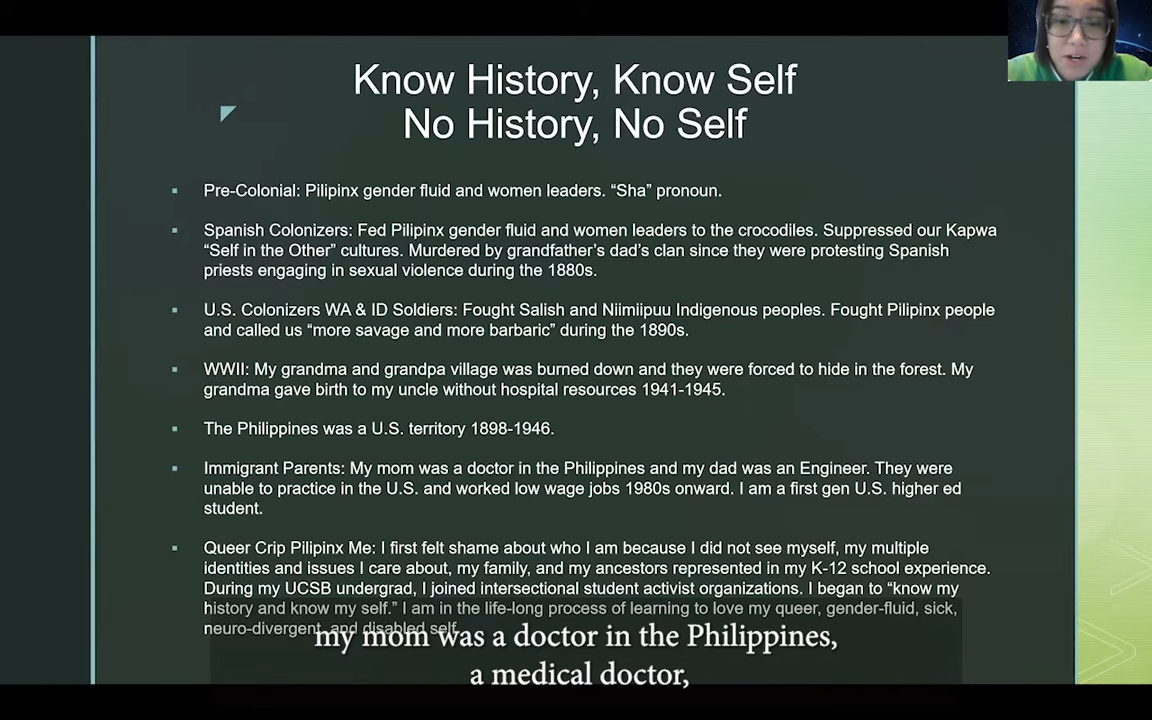 Know History, Know Self
No History, No Self
Pre-Colonial: Pilipinx gender fluid and women leaders. “Sha” pronoun.
Spanish Colonizers: Fed Pilipinx gender fluid and women leaders to the crocodiles. Suppressed our Kapwa
“Self in the Other” cultures. Murdered by grandfather’s dad’s clan since they were protesting Spanish
priests engaging in sexual violence during the 1880s.
U.S. Colonizers WA & ID Soldiers: Fought Salish and Niimiipuu Indigenous peoples. Fought Pilipinx people
and called us “more savage and more barbaric” during the 1890s.
WWII: My grandma and grandpa village was burned down and they were forced to hide in the forest. My
grandma gave birth to my uncle without hospital resources 1941-1945.
The Philippines was a U.S. territory 1898-1946.
Immigrant Parents: My mom was a doctor in the Philippines and my dad was an Engineer. They were
unable to practice in the U.S. and worked low wage jobs 1980s onward. I am a first gen U.S. higher ed
student.
Queer Crip Pilipinx Me: I first felt shame about who I am because I did not see myself, my multiple
identities and issues I care about, my family, and my ancestors represented in my K-12 school experience.
During my UCSB undergrad, I joined intersectional student activist organizations. I began to “know my
history and know my self.” I am in the life-long process of learning to love my queer, gender-fluid, sick,
neuro-divergent, and disabled self.
my mom was a doctor in the Philippines,
a medical doctor,